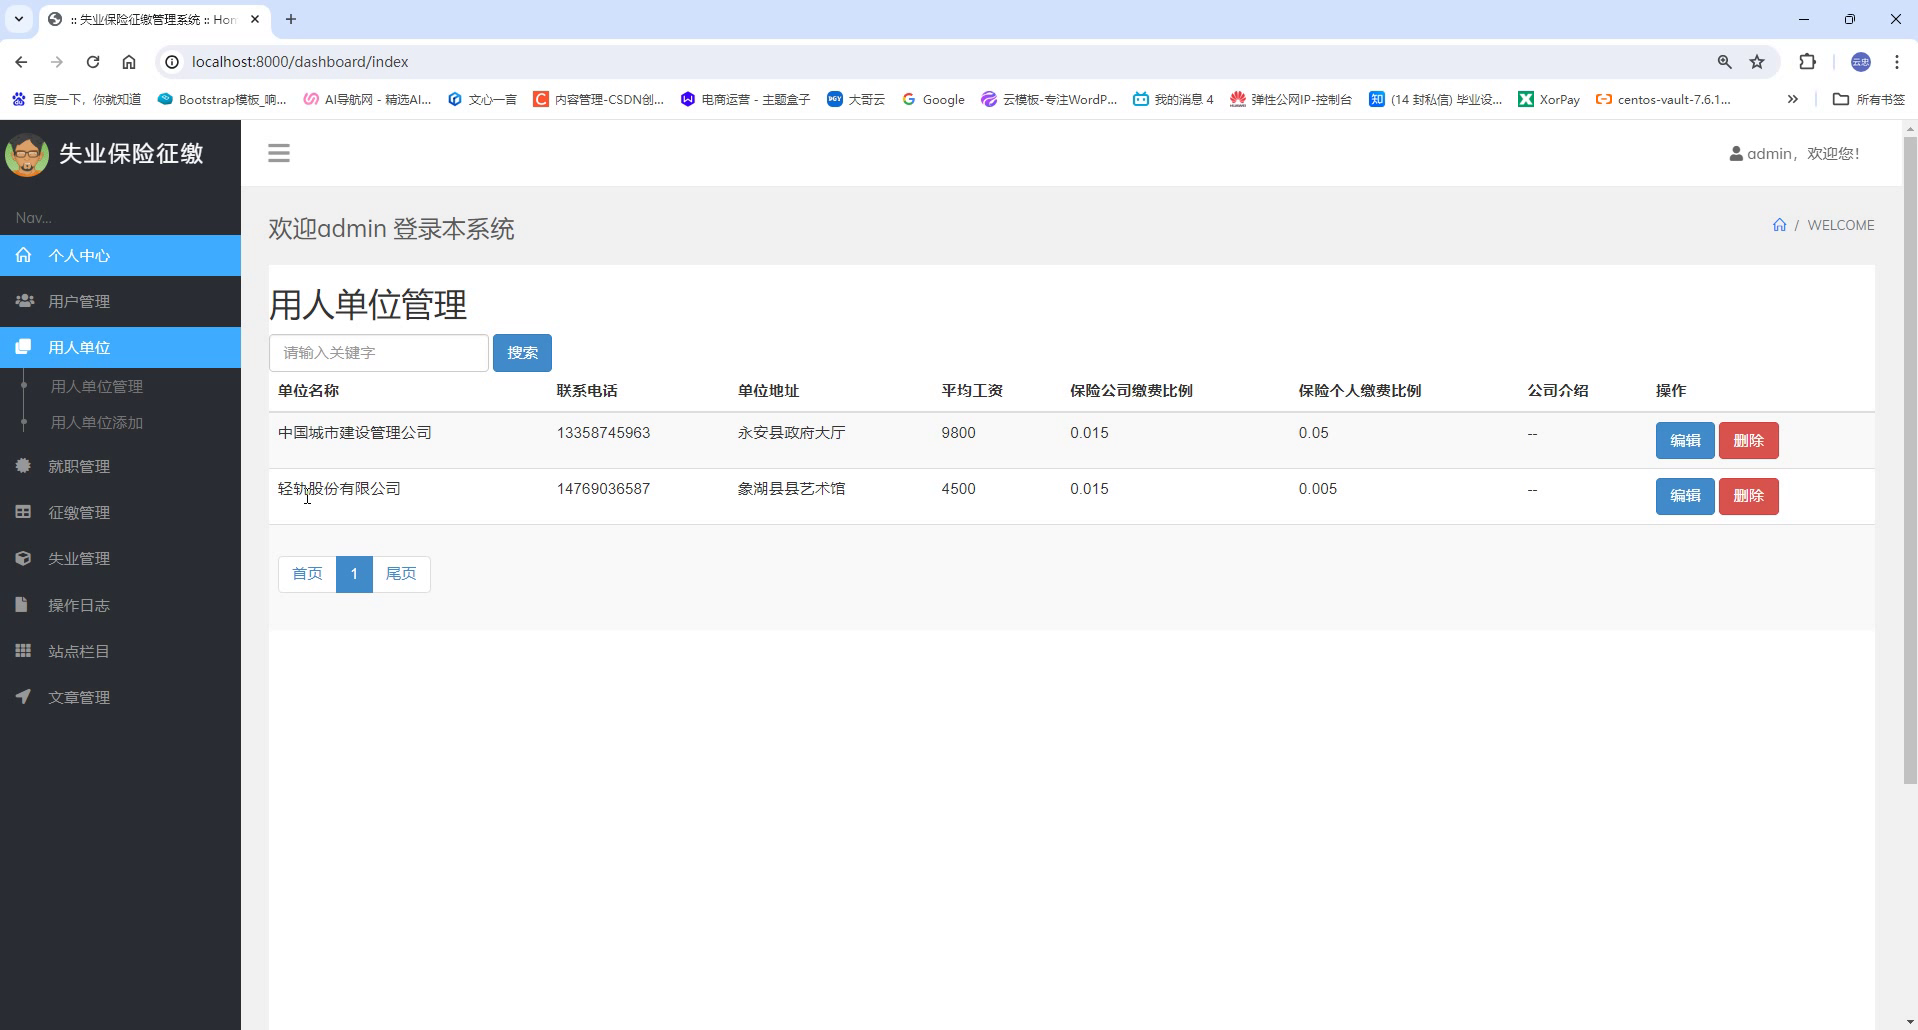 :: 失业保险征缴管理系统 :: Hon
localhost:8000/dashboard/index
百度一下，你就知道 Bootstrap模板_响... AI导航网 - 精选AI... 文心一言 内容管理-CSDN创... 电商运营 - 主题盒子 大哥云 Google 云模板-专注WordP... 我的消息 4 弹性公网IP-控制台 (14 封私信) 毕业设... XorPay centos-vault-7.6.1... » 所有书签
失业保险征缴
admin，欢迎您！
Nav...
个人中心
用户管理
用人单位
用人单位管理
用人单位添加
就职管理
征缴管理
失业管理
操作日志
站点栏目
文章管理
欢迎admin 登录本系统
/ WELCOME
用人单位管理
请输入关键字 搜索
单位名称 联系电话 单位地址 平均工资 保险公司缴费比例 保险个人缴费比例 公司介绍 操作
中国城市建设管理公司 13358745963 永安县政府大厅 9800 0.015 0.05 -- 编辑 删除
轻轨股份有限公司 14769036587 象湖县县艺术馆 4500 0.015 0.005 -- 编辑 删除
首页 1 尾页